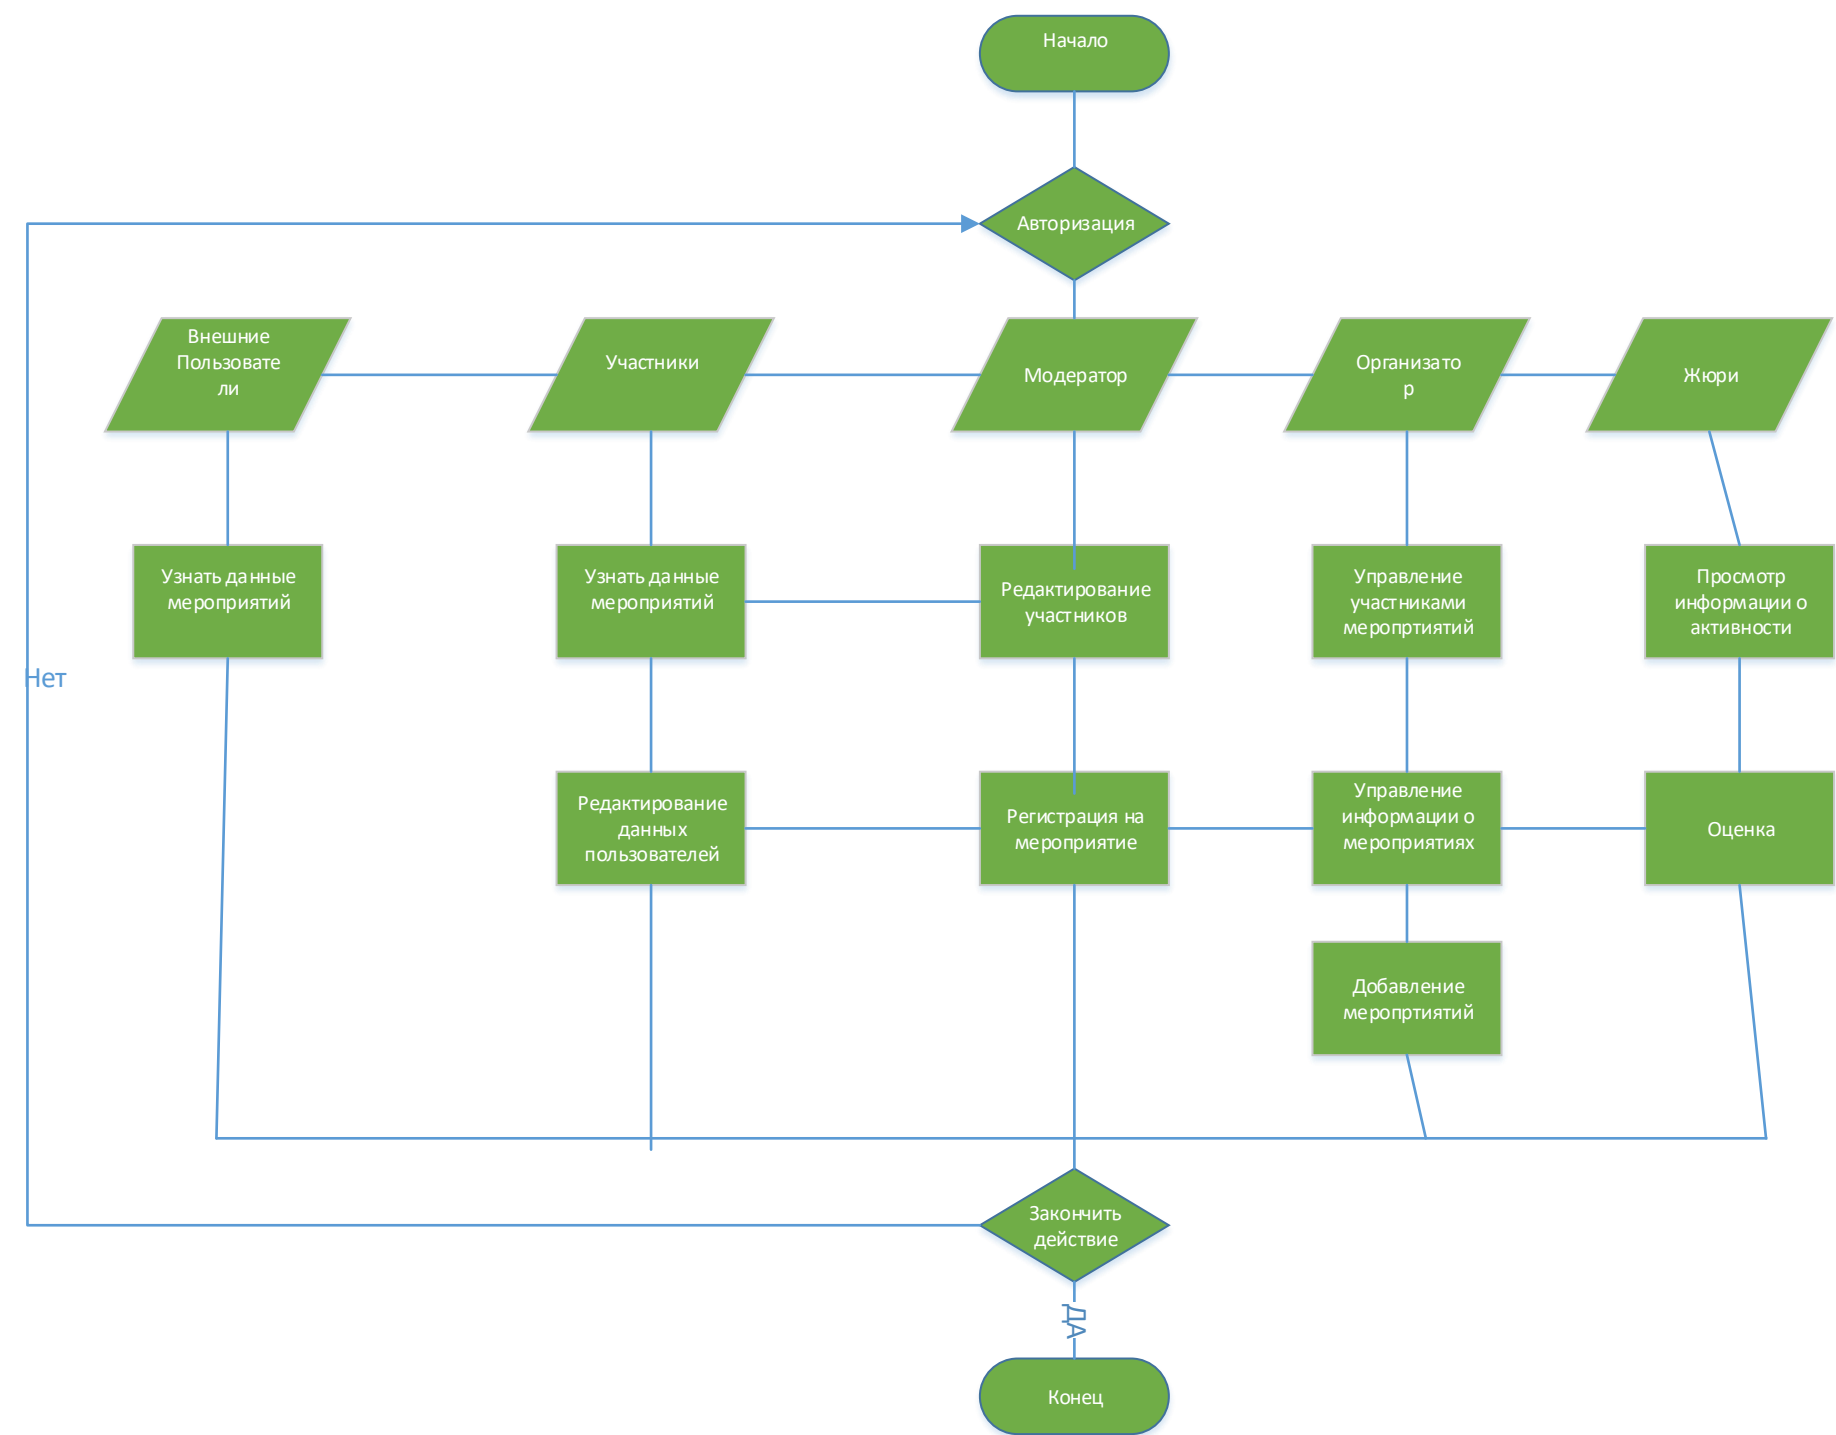 Начало
Авторизация
Внешние
Пользовате
ли
Участники
Модератор
Организато
р
Жюри
Узнать данные
мероприятий
Узнать данные
мероприятий
Редактирование
участников
Управление
участниками
меропртиятий
Просмотр
информации о
активности
Нет
Редактирование
данных
пользователей
Регистрация на
мероприятие
Управление
информации о
мероприятиях
Оценка
Добавление
меропртиятий
Закончить
действие
ДА
Конец